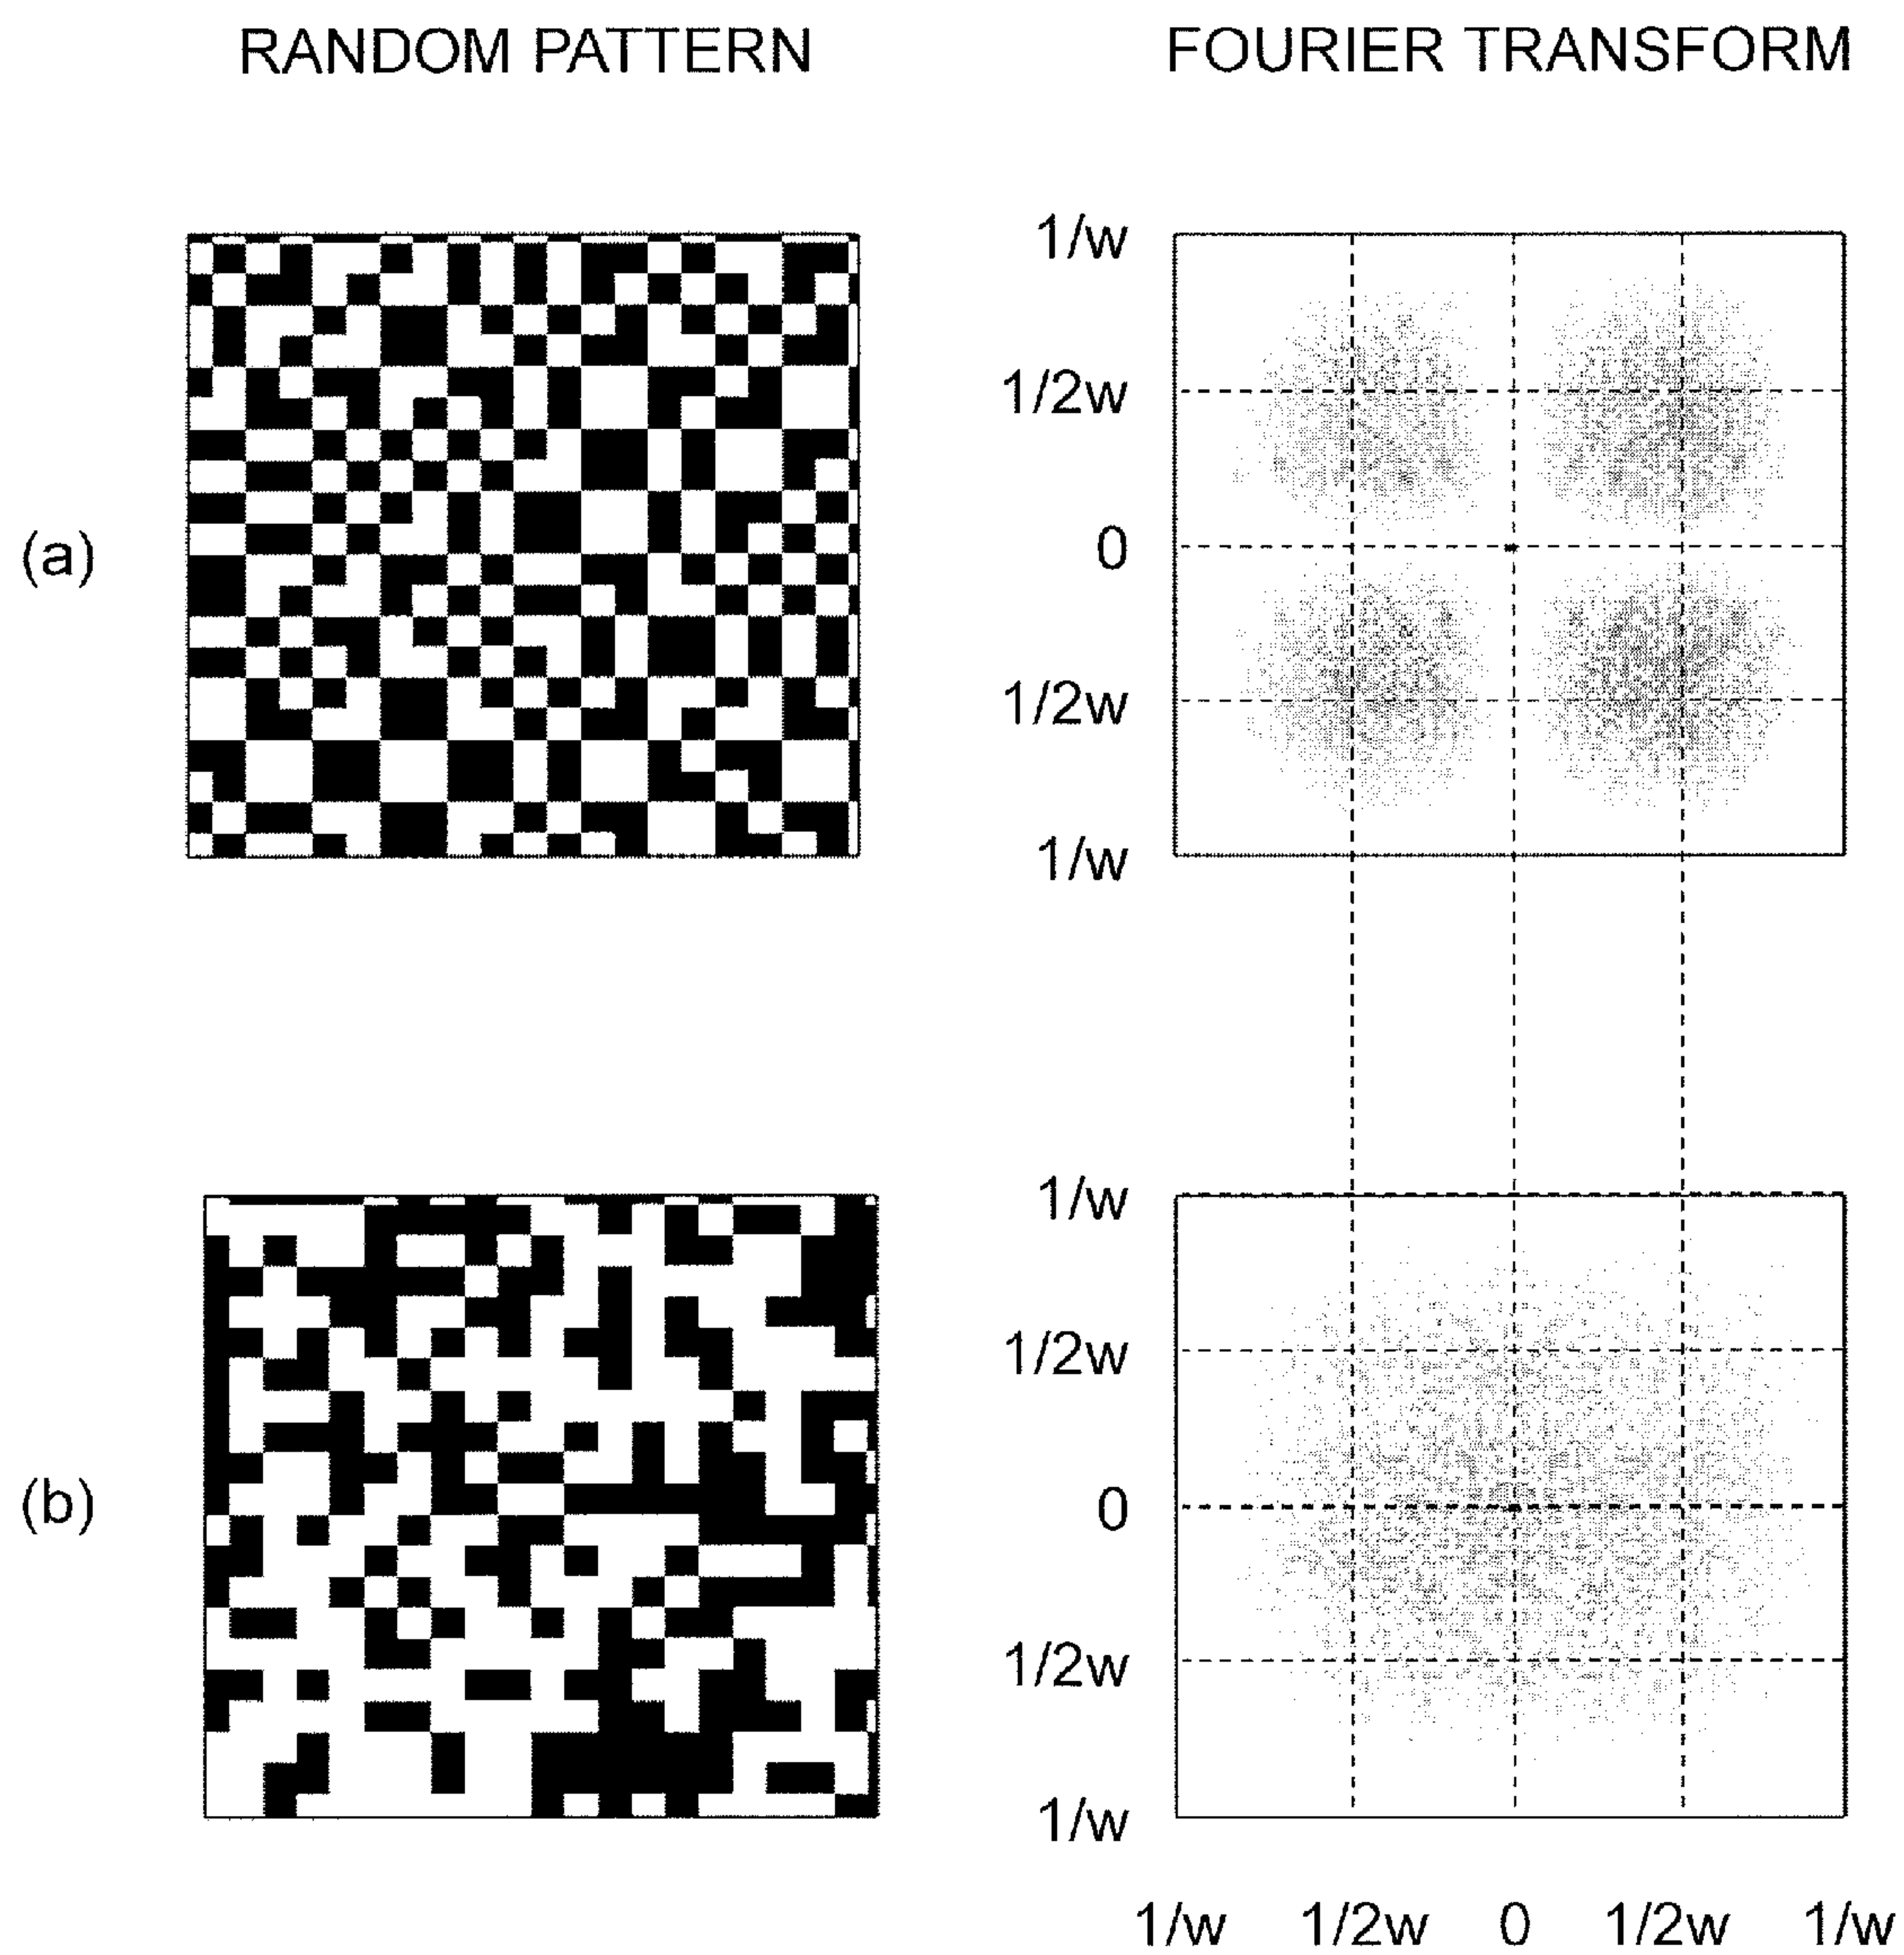 RANDOM PATTERN
FOURIER TRANSFORM
(a)
1/w
1/2w
0
1/2w
1/w
(b)
1/w
1/2w
0
1/2w
1/w
1/w 1/2w 0 1/2w 1/w